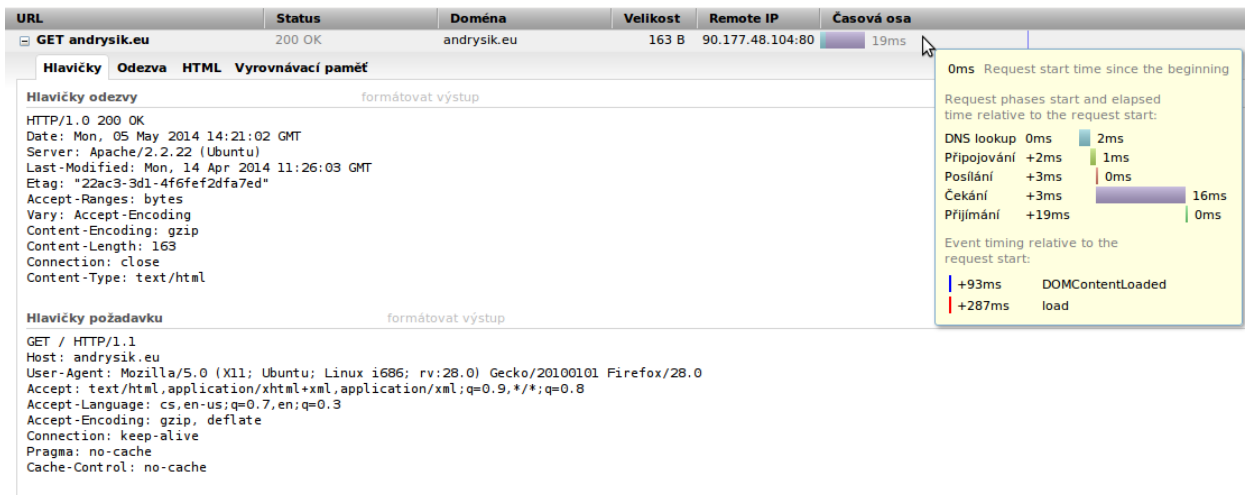 URL Status Doména Velikost Remote IP Časová osa
GET andrysik.eu 200 OK andrysik.eu 163 B 90.177.48.104:80 19ms
Hlavičky Odezva HTML Vyrovnávací paměť
Hlavičky odezvy formátovat výstup
HTTP/1.0 200 OK
Date: Mon, 05 May 2014 14:21:02 GMT
Server: Apache/2.2.22 (Ubuntu)
Last-Modified: Mon, 14 Apr 2014 11:26:03 GMT
Etag: "22ac3-3d1-4f6fef2dfa7ed"
Accept-Ranges: bytes
Vary: Accept-Encoding
Content-Encoding: gzip
Content-Length: 163
Connection: close
Content-Type: text/html
Hlavičky požadavku formátovat výstup
GET / HTTP/1.1
Host: andrysik.eu
User-Agent: Mozilla/5.0 (X11; Ubuntu; Linux i686; rv:28.0) Gecko/20100101 Firefox/28.0
Accept: text/html,application/xhtml+xml,application/xml;q=0.9,*/*;q=0.8
Accept-Language: cs,en-us;q=0.7,en;q=0.3
Accept-Encoding: gzip, deflate
Connection: keep-alive
Pragma: no-cache
Cache-Control: no-cache
0ms Request start time since the beginning
Request phases start and elapsed
time relative to the request start:
DNS lookup 0ms 2ms
Připojování +2ms 1ms
Posílání +3ms 0ms
Čekání +3ms 16ms
Přijímání +19ms 0ms
Event timing relative to the
request start:
+93ms DOMContentLoaded
+287ms load